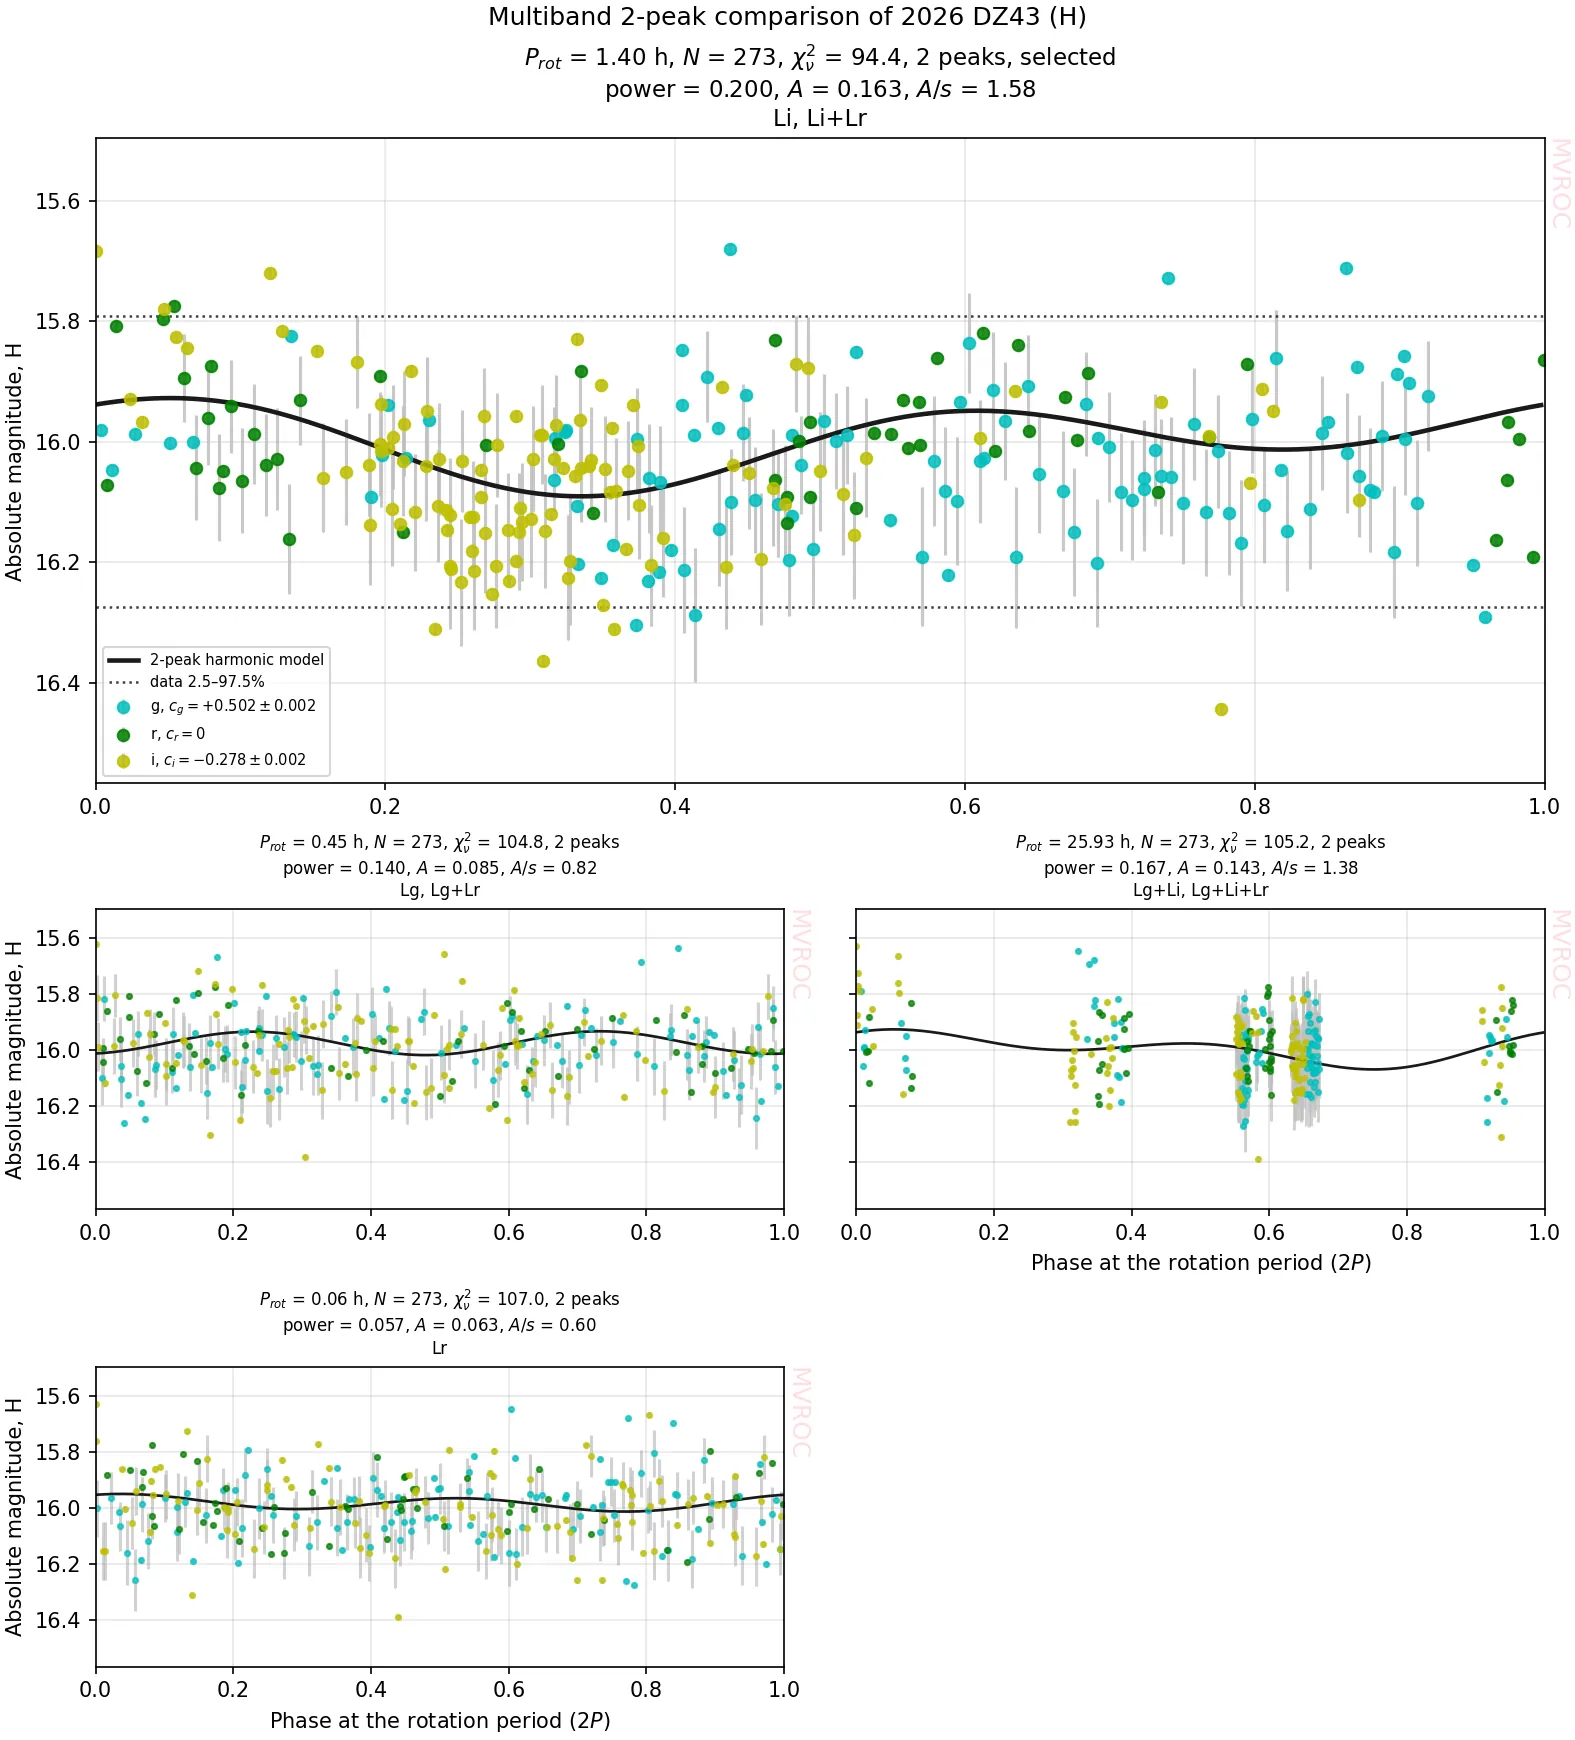 Multiband 2-peak comparison of 2026 DZ43 (H)
P_rot = 1.40 h, N = 273, χ²_ν = 94.4, 2 peaks, selected
power = 0.200, A = 0.163, A/s = 1.58
Li, Li+Lr
Absolute magnitude, H
15.6
15.8
16.0
16.2
16.4
2-peak harmonic model
data 2.5–97.5%
g, c_g = +0.502 ± 0.002
r, c_r = 0
i, c_i = −0.278 ± 0.002
0.0 0.2 0.4 0.6 0.8 1.0
MVROC
P_rot = 0.45 h, N = 273, χ²_ν = 104.8, 2 peaks
power = 0.140, A = 0.085, A/s = 0.82
Lg, Lg+Lr
Absolute magnitude, H
15.6
15.8
16.0
16.2
16.4
0.0 0.2 0.4 0.6 0.8 1.0
MVROC
P_rot = 25.93 h, N = 273, χ²_ν = 105.2, 2 peaks
power = 0.167, A = 0.143, A/s = 1.38
Lg+Li, Lg+Li+Lr
0.0 0.2 0.4 0.6 0.8 1.0
Phase at the rotation period (2P)
MVROC
P_rot = 0.06 h, N = 273, χ²_ν = 107.0, 2 peaks
power = 0.057, A = 0.063, A/s = 0.60
Lr
Absolute magnitude, H
15.6
15.8
16.0
16.2
16.4
0.0 0.2 0.4 0.6 0.8 1.0
Phase at the rotation period (2P)
MVROC